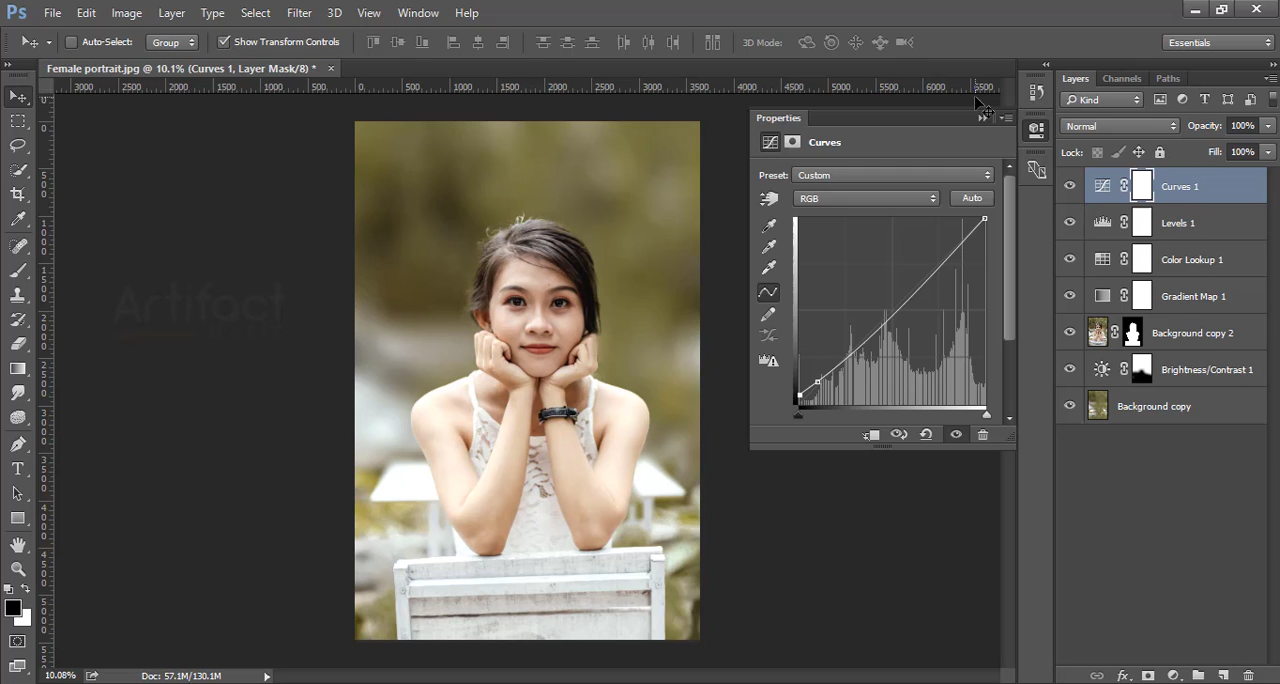 Ps File Edit Image Layer Type Select Filter 3D View Window Help
Auto-Select: Group Show Transform Controls 3D Mode: Essentials
Female portrait.jpg @ 10.1% (Curves 1, Layer Mask/8) * ×
3000 2500 2000 1500 1000 500 0 500 1000 1500 2000 2500 3000 3500 4000 4500 5000 5500 6000 6500
Layers Channels Paths
Kind
Normal Opacity: 100%
Lock: Fill: 100%
Curves 1
Levels 1
Color Lookup 1
Gradient Map 1
Background copy 2
Brightness/Contrast 1
Background copy
Properties
Curves
Preset: Custom
RGB Auto
Artifact
10.08% Doc: 57.1M/130.1M